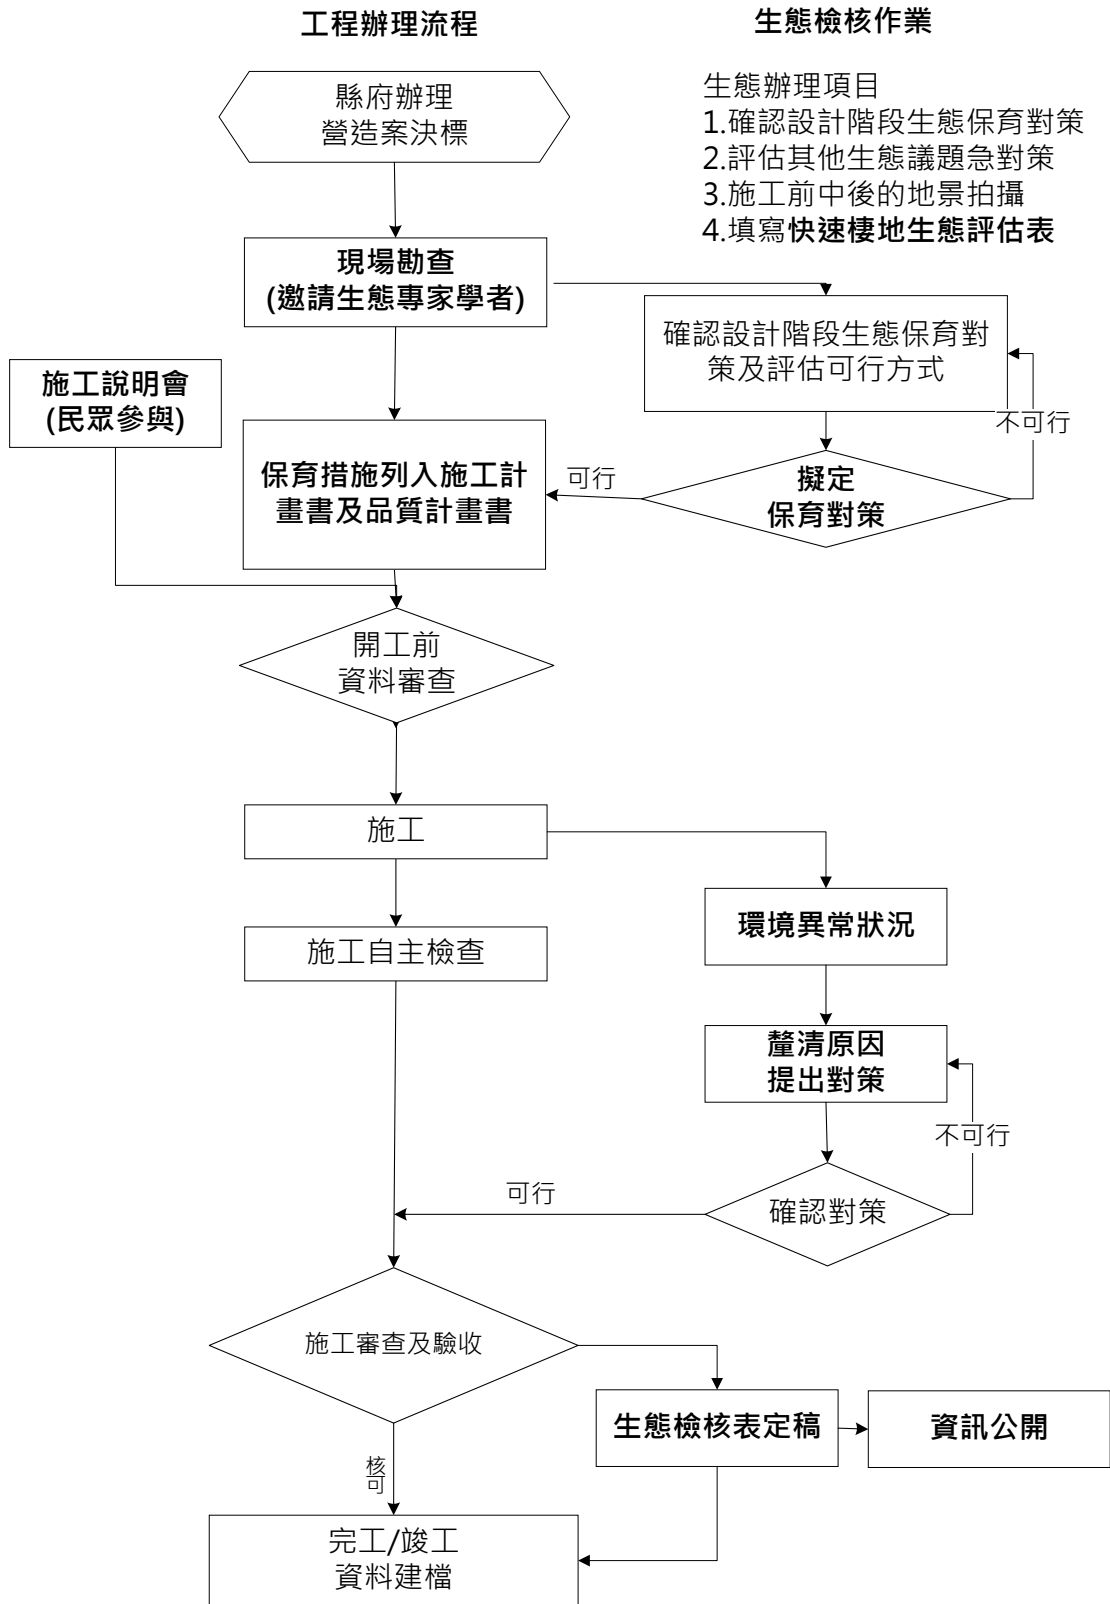 工程辦理流程
生態檢核作業
縣府辦理
營造案決標
生態辦理項目
1.確認設計階段生態保育對策
2.評估其他生態議題急對策
3.施工前中後的地景拍攝
4.填寫快速棲地生態評估表
現場勘查
(邀請生態專家學者)
確認設計階段生態保育對
策及評估可行方式
施工說明會
(民眾參與)
不可行
保育措施列入施工計
畫書及品質計畫書
可行
擬定
保育對策
開工前
資料審查
施工
環境異常狀況
施工自主檢查
釐清原因
提出對策
不可行
可行
確認對策
施工審查及驗收
生態檢核表定稿
資訊公開
核可
完工/竣工
資料建檔